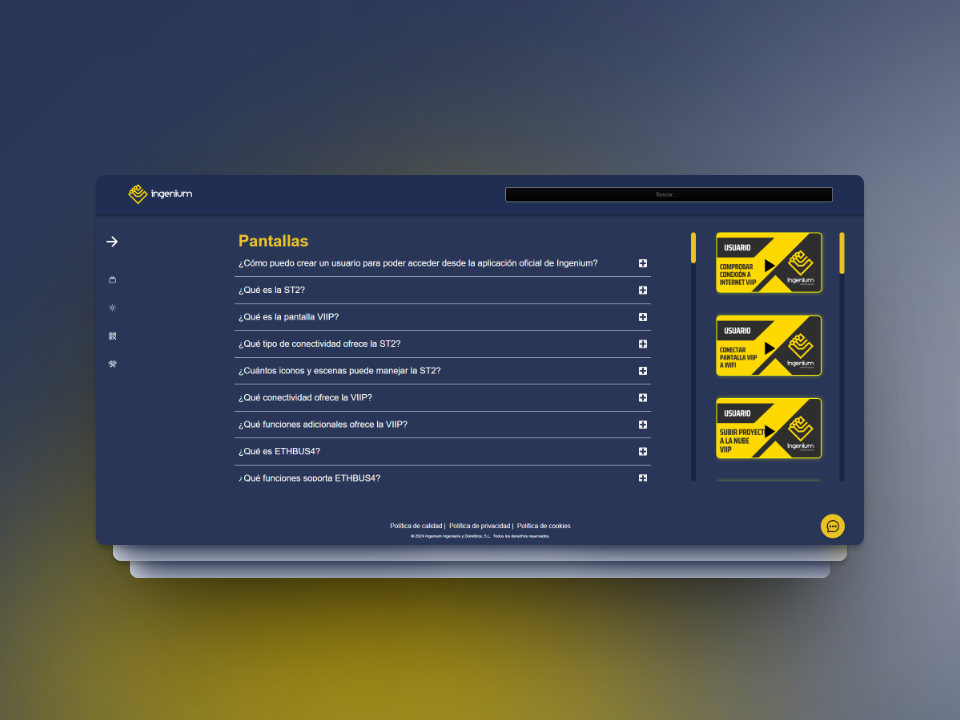 ingenium
Buscar...
Pantallas
¿Cómo puedo crear un usuario para poder acceder desde la aplicación oficial de Ingenium?
¿Qué es la ST2?
¿Qué es la pantalla VIIP?
¿Qué tipo de conectividad ofrece la ST2?
¿Cuántos iconos y escenas puede manejar la ST2?
¿Qué conectividad ofrece la VIIP?
¿Qué funciones adicionales ofrece la VIIP?
¿Qué es ETHBUS4?
¿Qué funciones soporta ETHBUS4?
USUARIO
COMPROBAR
CONEXIÓN A
INTERNET VIIP
ingenium
USUARIO
CONECTAR
PANTALLA VIIP
A WIFI
ingenium
USUARIO
SUBIR PROYECT
A LA NUBE
VIIP
ingenium
Política de calidad | Política de privacidad | Política de cookies
© 2024 Ingenium Ingeniería y Domótica, S.L. Todos los derechos reservados.